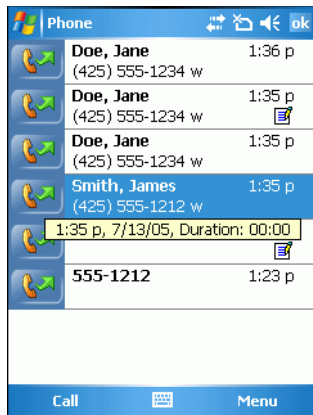 Phone ok
Doe, Jane 1:36 p
(425) 555-1234 w
Doe, Jane 1:35 p
(425) 555-1234 w
Doe, Jane 1:35 p
(425) 555-1234 w
Smith, James 1:35 p
(425) 555-1212 w
1:35 p, 7/13/05, Duration: 00:00
555-1212 1:23 p
Call Menu